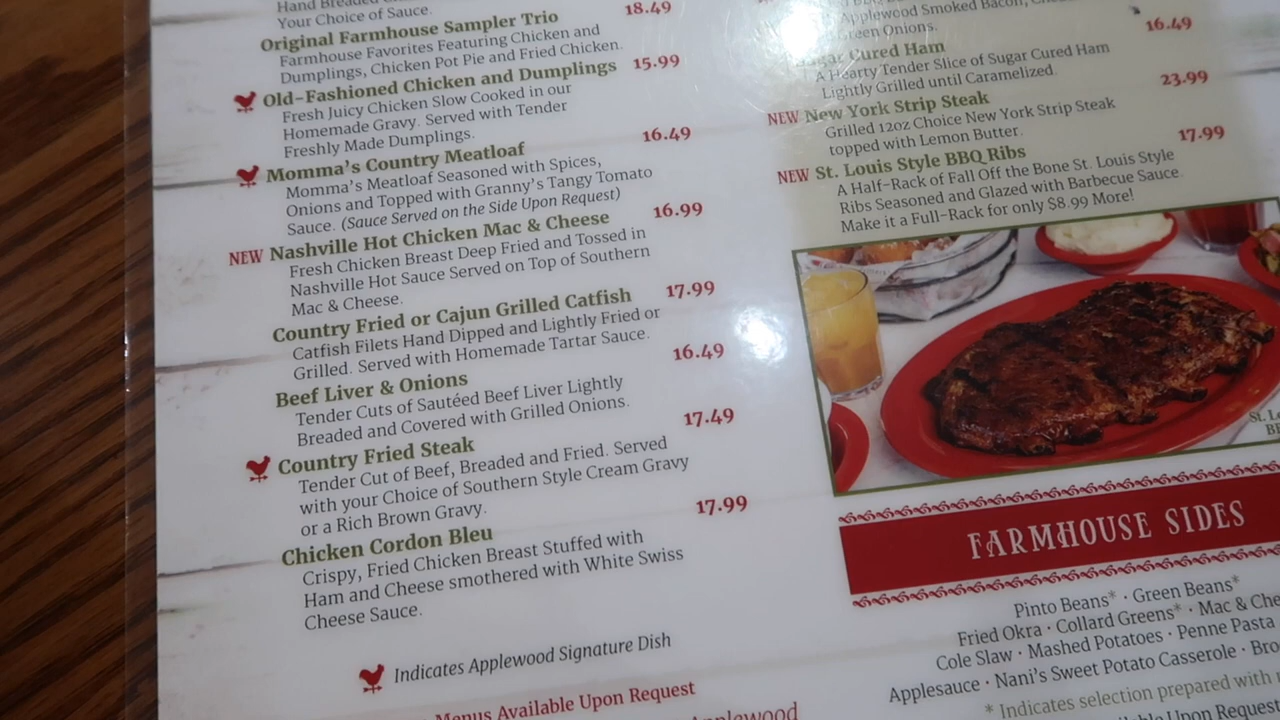 Hand Breaded
Your Choice of Sauce.
Original Farmhouse Sampler Trio 18.49
Farmhouse Favorites Featuring Chicken and
Dumplings, Chicken Pot Pie and Fried Chicken.
Old-Fashioned Chicken and Dumplings 15.99
Fresh Juicy Chicken Slow Cooked in our
Homemade Gravy. Served with Tender
Freshly Made Dumplings.
Momma's Country Meatloaf 16.49
Momma's Meatloaf Seasoned with Spices,
Onions and Topped with Granny's Tangy Tomato
Sauce. (Sauce Served on the Side Upon Request)
NEW Nashville Hot Chicken Mac & Cheese 16.99
Fresh Chicken Breast Deep Fried and Tossed in
Nashville Hot Sauce Served on Top of Southern
Mac & Cheese.
Country Fried or Cajun Grilled Catfish 17.99
Catfish Filets Hand Dipped and Lightly Fried or
Grilled. Served with Homemade Tartar Sauce.
Beef Liver & Onions 16.49
Tender Cuts of Sautéed Beef Liver Lightly
Breaded and Covered with Grilled Onions.
Country Fried Steak 17.49
Tender Cut of Beef, Breaded and Fried. Served
with your Choice of Southern Style Cream Gravy
or a Rich Brown Gravy.
Chicken Cordon Bleu 17.99
Crispy, Fried Chicken Breast Stuffed with
Ham and Cheese smothered with White Swiss
Cheese Sauce.
Indicates Applewood Signature Dish
Menus Available Upon Request
Applewood
Applewood Smoked Bacon,
Green Onions.
Cured Ham 16.49
A Hearty Tender Slice of Sugar Cured Ham
Lightly Grilled until Caramelized.
NEW New York Strip Steak 23.99
Grilled 12oz Choice New York Strip Steak
topped with Lemon Butter.
NEW St. Louis Style BBQ Ribs 17.99
A Half-Rack of Fall Off the Bone St. Louis Style
Ribs Seasoned and Glazed with Barbecue Sauce.
Make it a Full-Rack for only $8.99 More!
St. Lo
BB
FARMHOUSE SIDES
Pinto Beans* · Green Beans*
Fried Okra · Collard Greens* · Mac & Che
Cole Slaw · Mashed Potatoes · Penne Pasta
Applesauce · Nani's Sweet Potato Casserole · Bro
* Indicates selection prepared with
Upon Request